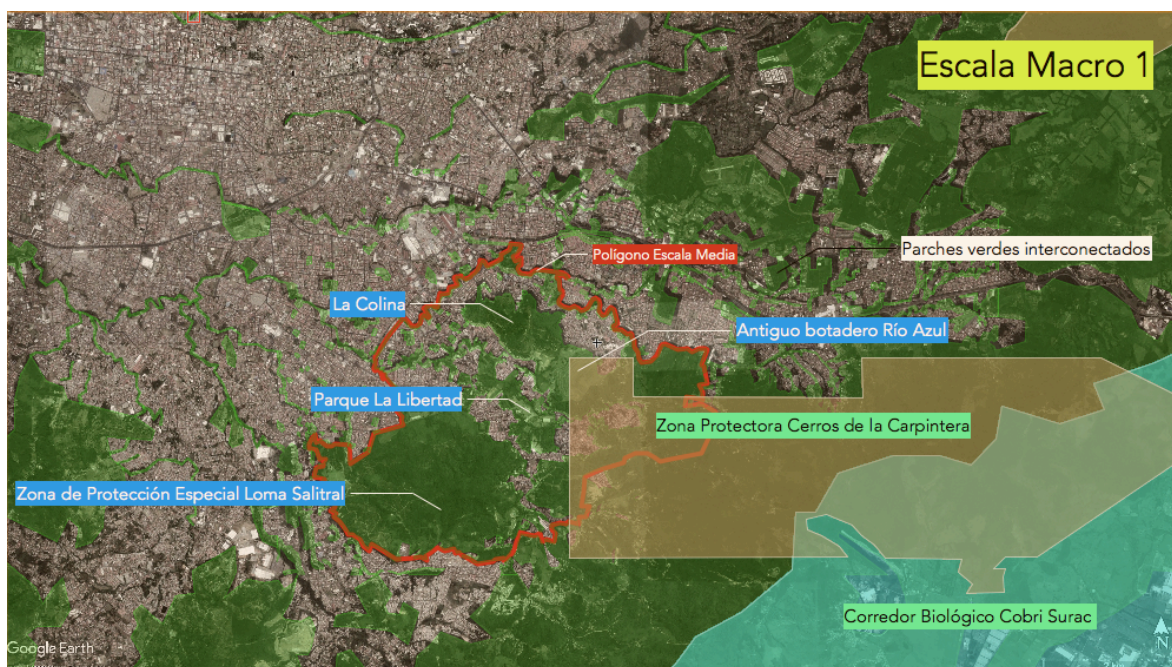 Escala Macro 1
Parches verdes interconectados
Polígono Escala Media
La Colina
Antiguo botadero Río Azul
Parque La Libertad
Zona Protectora Cerros de la Carpintera
Zona de Protección Especial Loma Salitral
Corredor Biológico Cobri Surac
Google Earth
N